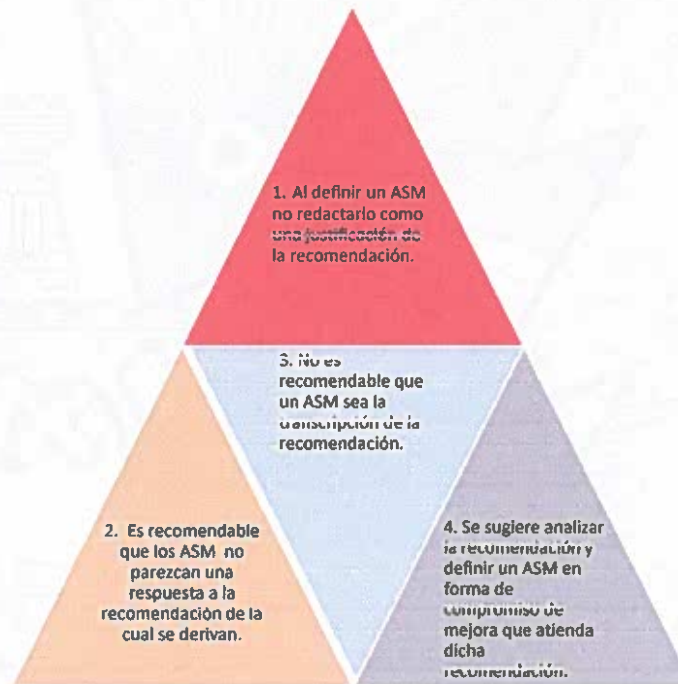 1. Al definir un ASM
no redactarlo como
una justificación de
la recomendación.
3. No es
recomendable que
un ASM sea la
transcripción de la
recomendación.
2. Es recomendable
que los ASM no
parezcan una
respuesta a la
recomendación de la
cual se derivan.
4. Se sugiere analizar
la recomendación y
definir un ASM en
forma de
compromiso de
mejora que atienda
dicha
recomendación.